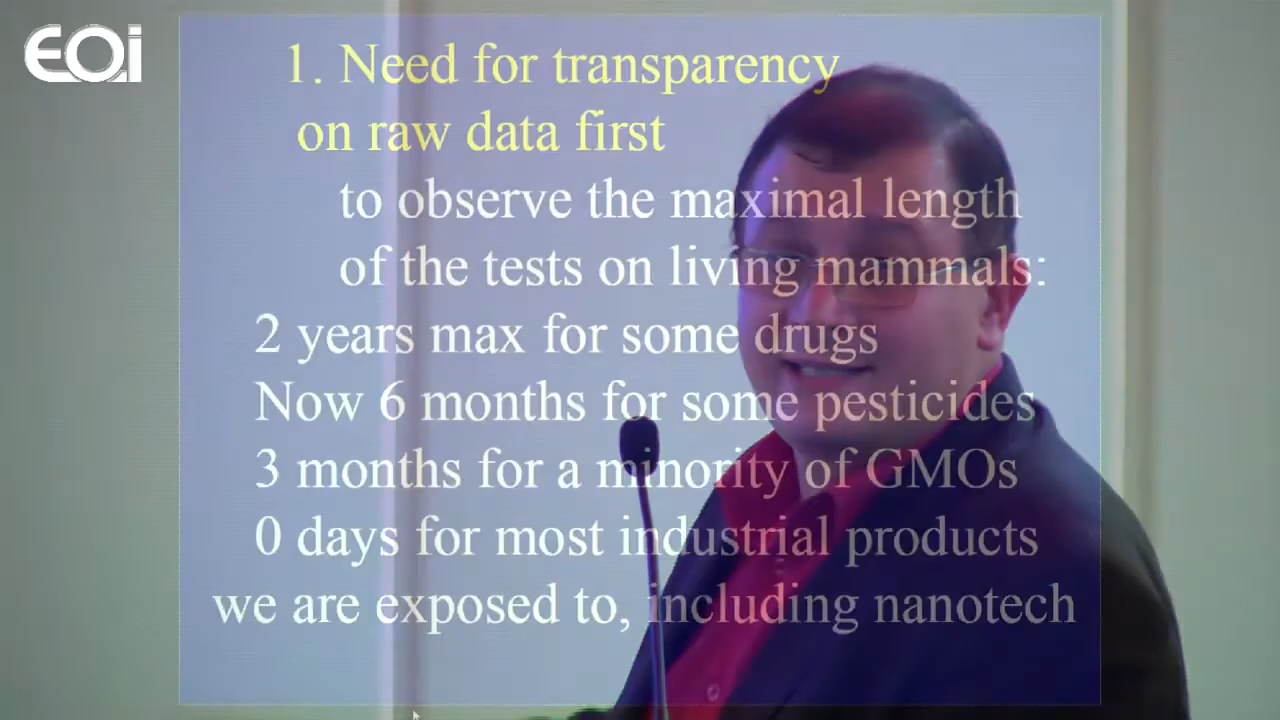 EOi
1. Need for transparency
on raw data first
to observe the maximal length
of the tests on living mammals:
2 years max for some drugs
Now 6 months for some pesticides
3 months for a minority of GMOs
0 days for most industrial products
we are exposed to, including nanotech